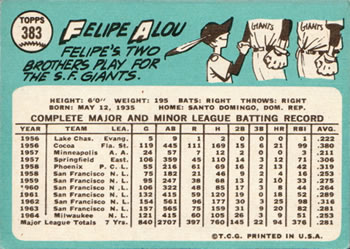 TOPPS
383
FELIPE ALOU
FELIPE'S TWO
BROTHERS PLAY FOR
THE S.F. GIANTS.
GIANTS
GIANTS
HEIGHT: 6'0" WEIGHT: 195 BATS: RIGHT THROWS: RIGHT
BORN: MAY 12, 1935 HOME: SANTO DOMINGO, DOM. REP.
COMPLETE MAJOR AND MINOR LEAGUE BATTING RECORD
YEAR TEAM LEA. G AB R H 2B 3B HR RBI AVG.
1956 Lake Chas. Evang. 5 9 1 2 0 0 0 1 .222
1956 Cocoa Fla. St. 119 445 111 169 15 6 21 99 .380
1957 Minneapolis A.A. 24 57 7 12 2 0 0 3 .211
1957 Springfield East. 106 359 45 110 14 3 12 71 .306
1958 Phoenix P.C.L. 55 216 61 69 16 2 13 42 .319
1958 San Francisco N.L. 75 182 21 46 9 2 4 16 .253
1959 San Francisco N.L. 95 247 38 68 13 2 10 33 .275
1960 San Francisco N.L. 106 322 48 85 17 3 8 44 .264
1961 San Francisco N.L. 132 415 59 120 19 0 18 52 .289
1962 San Francisco N.L. 154 561 96 177 30 3 25 98 .316
1963 San Francisco N.L. 157 565 75 159 31 9 20 82 .281
1964 Milwaukee N.L. 121 415 60 105 26 3 9 51 .253
Major League Totals 7 Yrs. 840 2707 397 760 145 22 94 376 .281
©T.C.G. PRINTED IN U.S.A.